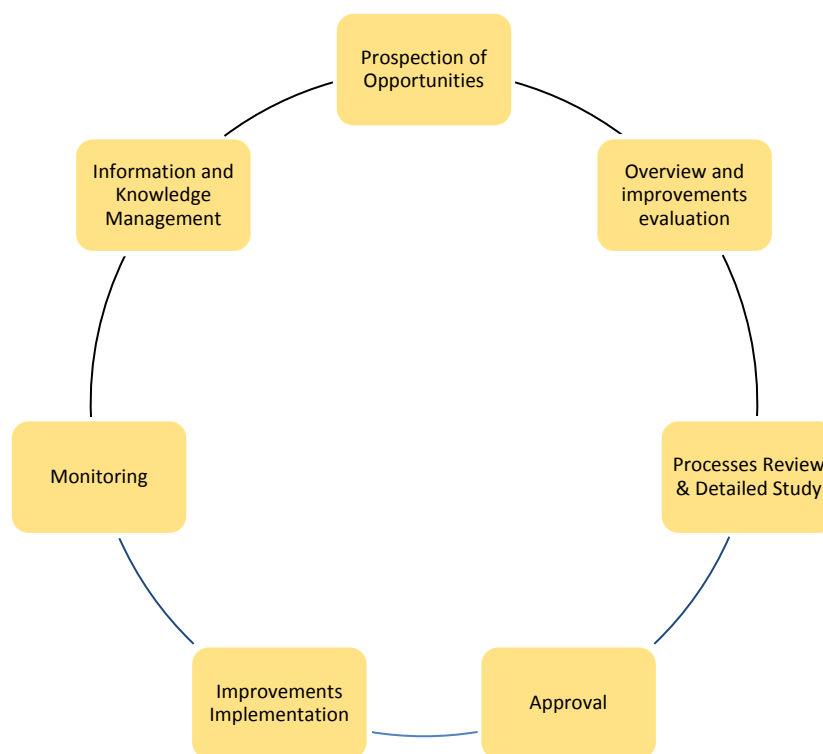 Prospection of
Opportunities
Overview and
improvements
evaluation
Processes Review
& Detailed Study
Approval
Improvements
Implementation
Monitoring
Information and
Knowledge
Management